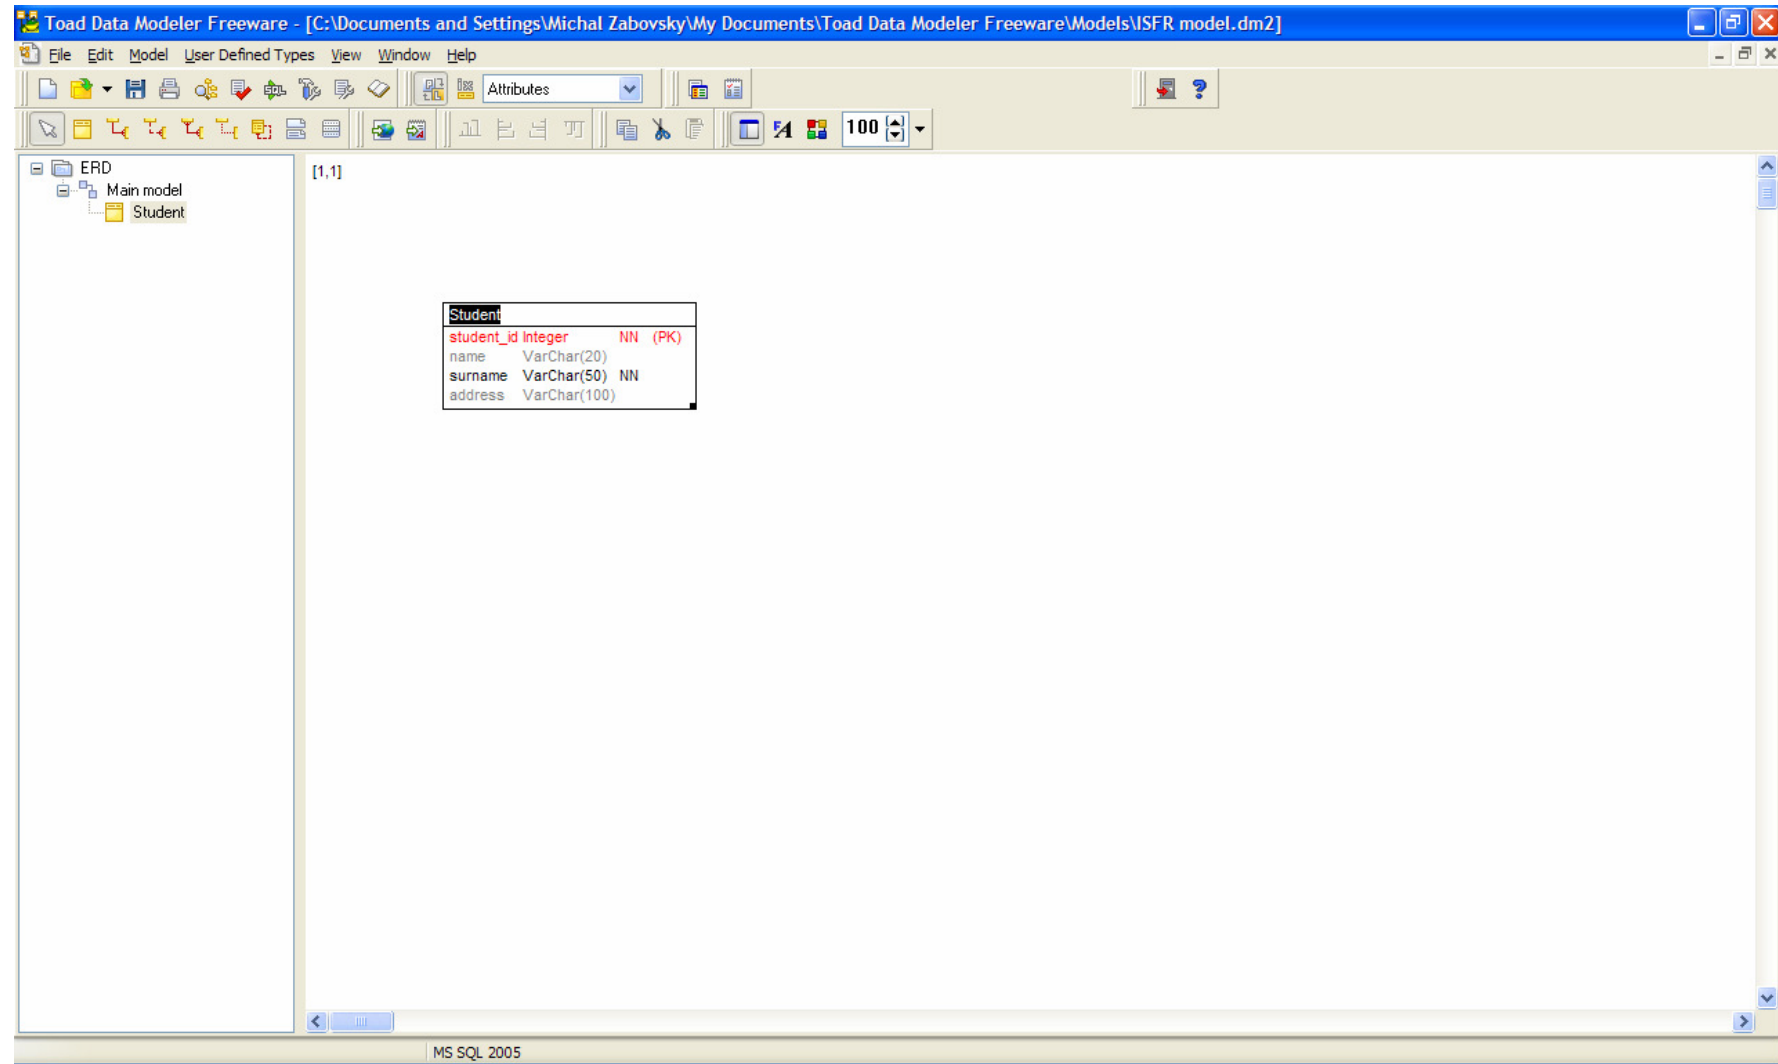 Toad Data Modeler Freeware - [C:\Documents and Settings\Michal Zabovsky\My Documents\Toad Data Modeler Freeware\Models\ISFR model.dm2]
File Edit Model User Defined Types View Window Help
SQL Attributes
100
ERD
Main model
Student
[1,1]
Student
student_id Integer NN (PK)
name VarChar(20)
surname VarChar(50) NN
address VarChar(100)
MS SQL 2005